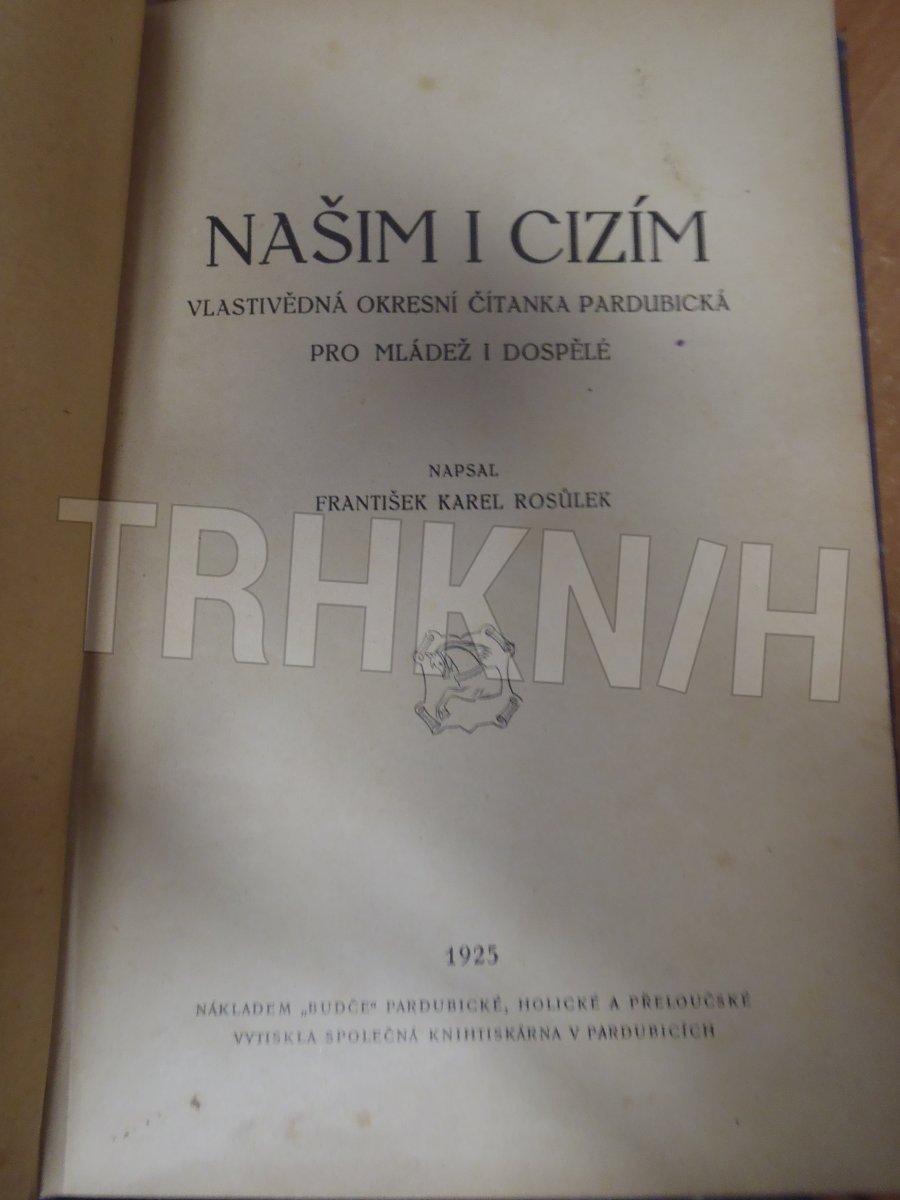 NAŠIM I CIZÍM
VLASTIVĚDNÁ OKRESNÍ ČÍTANKA PARDUBICKÁ
PRO MLÁDEŽ I DOSPĚLÉ
NAPSAL
FRANTIŠEK KAREL ROSŮLEK
TRHKN/H
1925
NÁKLADEM „BUDČE“ PARDUBICKÉ, HOLICKÉ A PŘELOUČSKÉ
VYTISKLA SPOLEČNÁ KNIHTISKÁRNA V PARDUBICÍCH